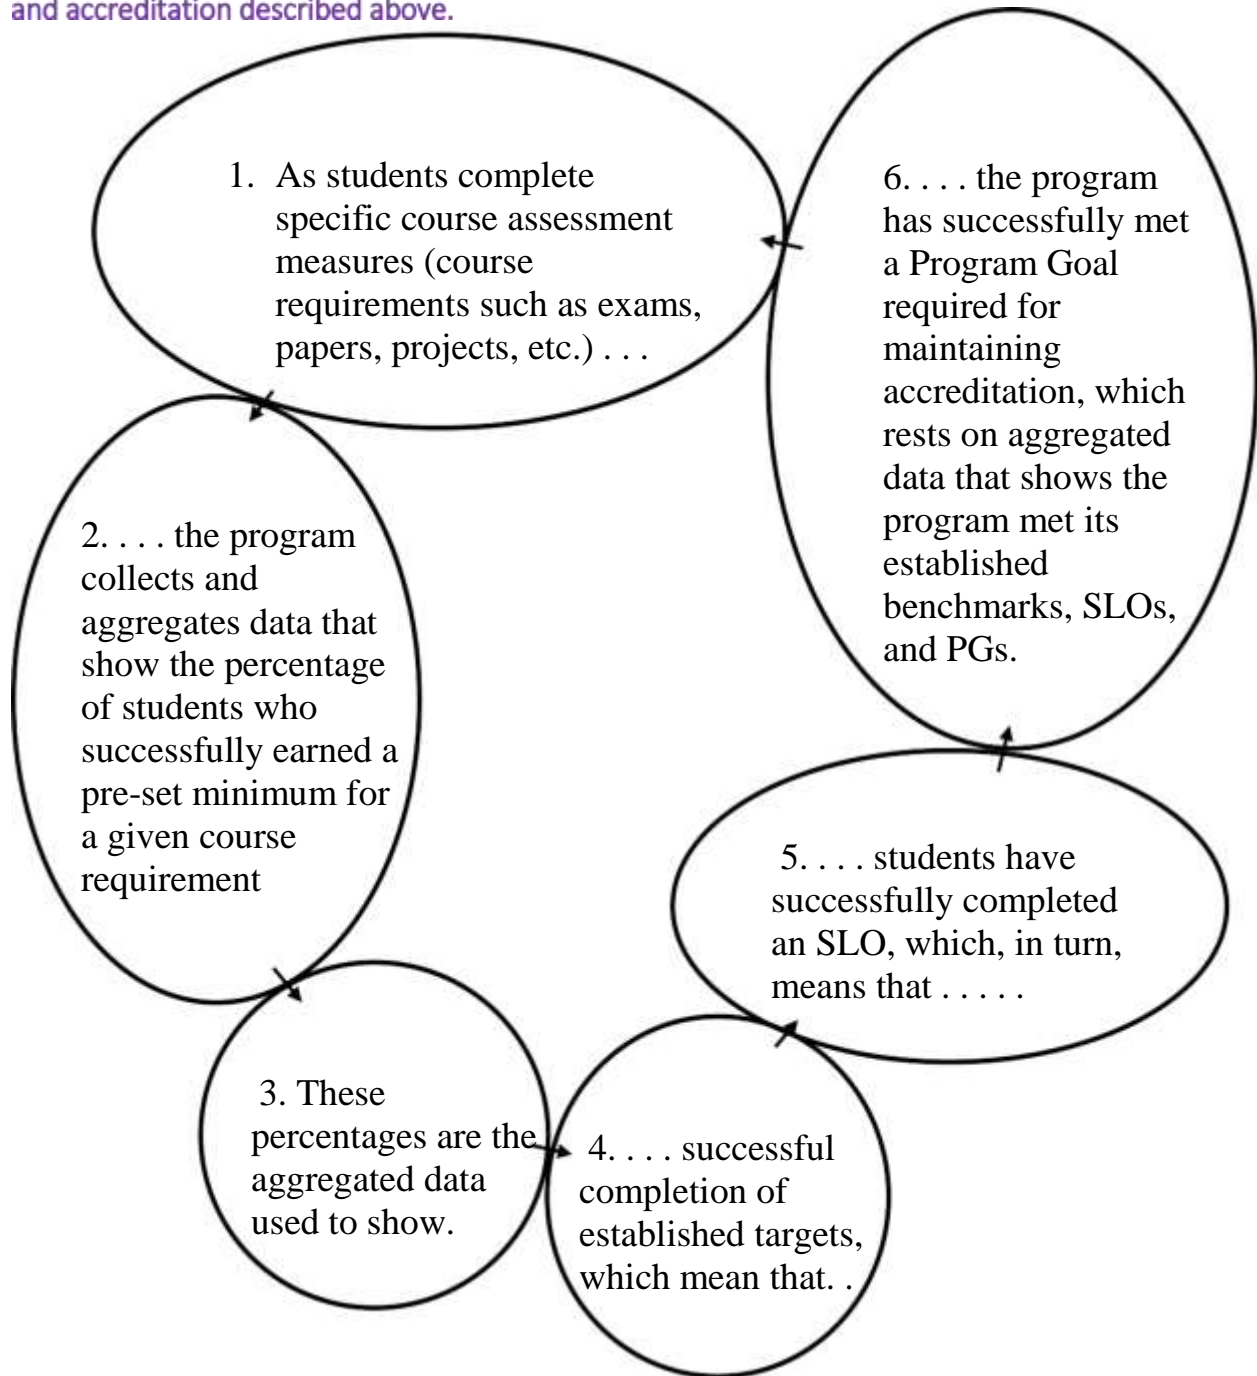 and accreditation described above.
1. As students complete
specific course assessment
measures (course
requirements such as exams,
papers, projects, etc.) . . .
2. . . . the program
collects and
aggregates data that
show the percentage
of students who
successfully earned a
pre-set minimum for
a given course
requirement
3. These
percentages are the
aggregated data
used to show.
4. . . . successful
completion of
established targets,
which mean that. .
5. . . . students have
successfully completed
an SLO, which, in turn,
means that . . . . .
6. . . . the program
has successfully met
a Program Goal
required for
maintaining
accreditation, which
rests on aggregated
data that shows the
program met its
established
benchmarks, SLOs,
and PGs.